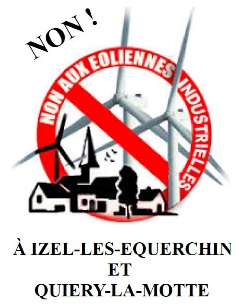 NON !
NON AUX EOLIENNES
INDUSTRIELLES
À IZEL-LES-EQUERCHIN
ET
QUIERY-LA-MOTTE